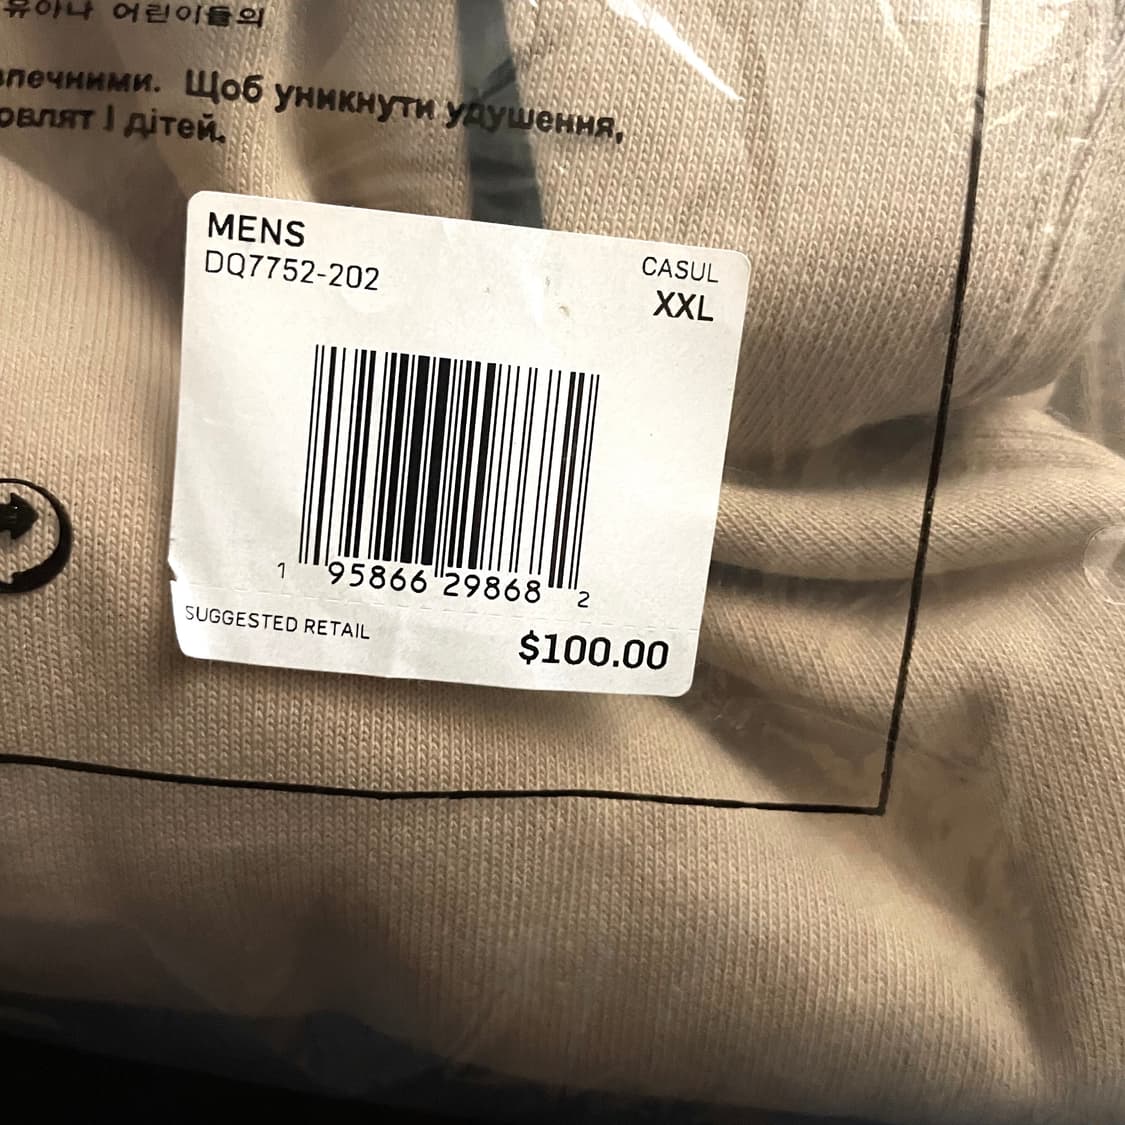 유아나 어린이들의
печними. Щоб уникнути удушення,
овлят І дітей.
MENS
DQ7752-202
CASUL
XXL
1 95866 29868 2
SUGGESTED RETAIL
$100.00